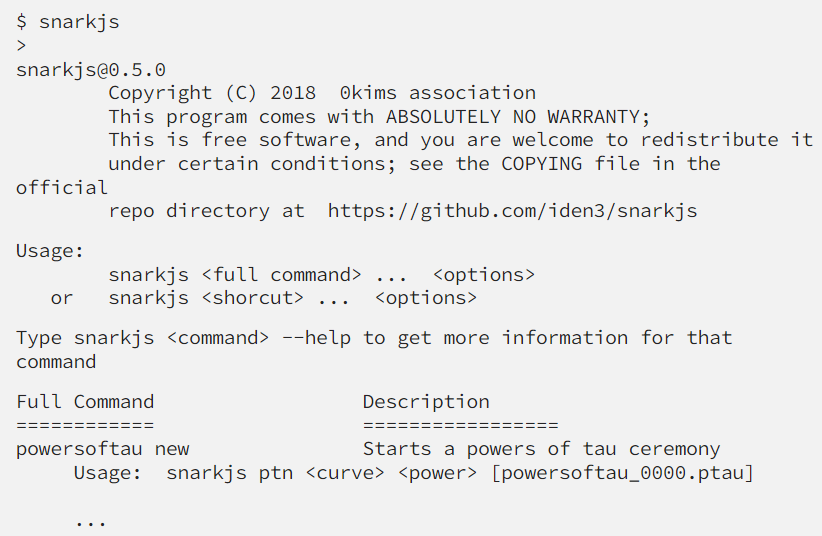 $ snarkjs
>
snarkjs@0.5.0
Copyright (C) 2018  0kims association
This program comes with ABSOLUTELY NO WARRANTY;
This is free software, and you are welcome to redistribute it
under certain conditions; see the COPYING file in the
official
repo directory at  https://github.com/iden3/snarkjs
Usage:
snarkjs <full command> ...  <options>
or   snarkjs <shorcut> ...  <options>
Type snarkjs <command> --help to get more information for that
command
Full Command                  Description
============                  =================
powersoftau new               Starts a powers of tau ceremony
Usage:  snarkjs ptn <curve> <power> [powersoftau_0000.ptau]
...